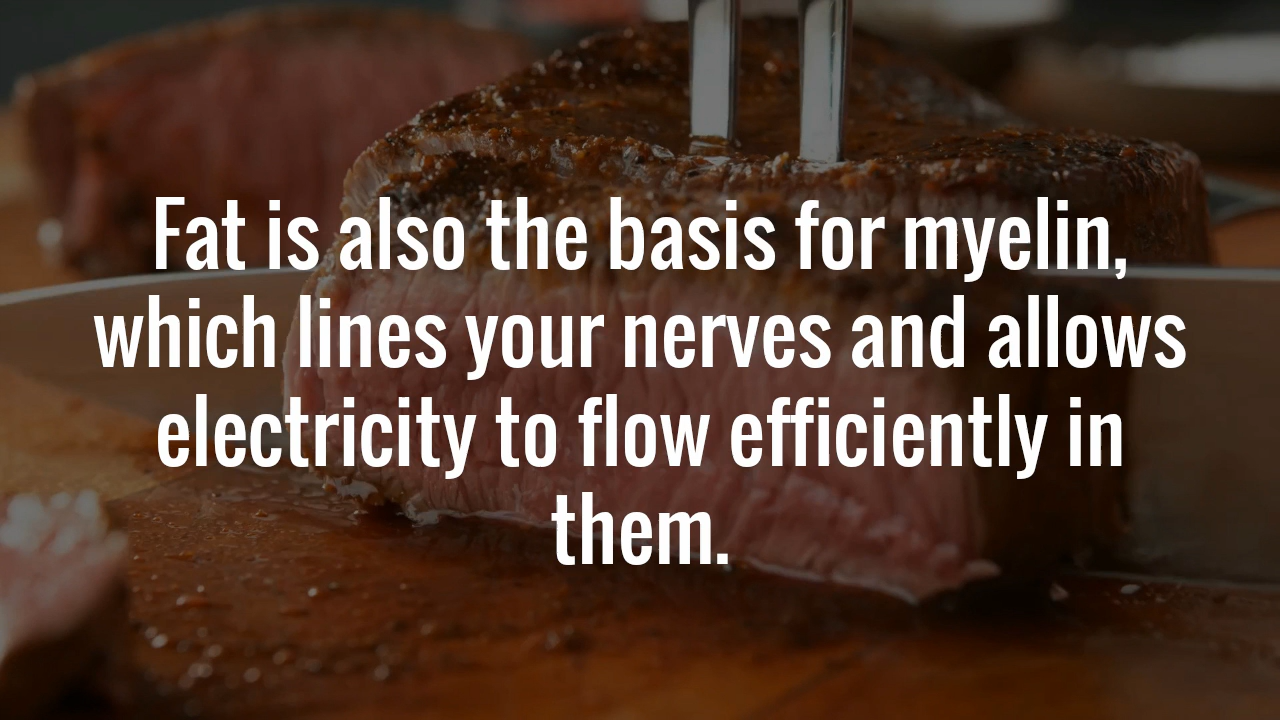 Fat is also the basis for myelin,
which lines your nerves and allows
electricity to flow efficiently in
them.